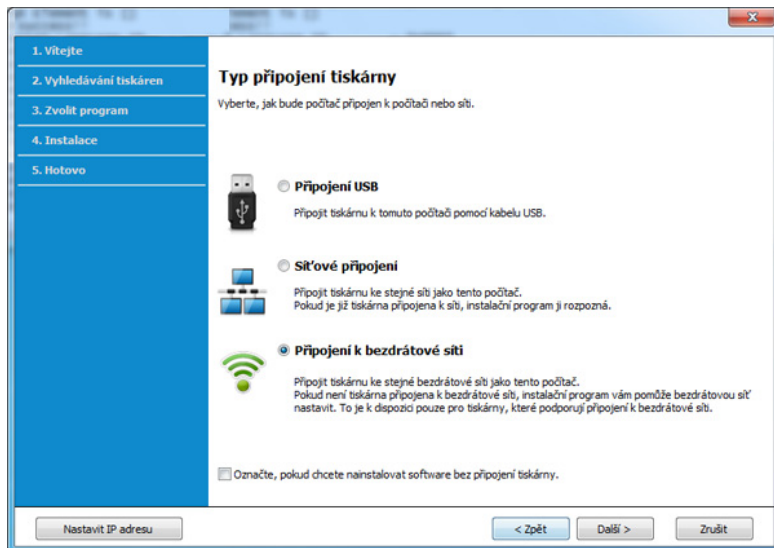 1. Vítejte
2. Vyhledávání tiskáren
3. Zvolit program
4. Instalace
5. Hotovo
Typ připojení tiskárny
Vyberte, jak bude počítač připojen k počítači nebo síti.
Připojení USB
Připojit tiskárnu k tomuto počítači pomocí kabelu USB.
Síťové připojení
Připojit tiskárnu ke stejné síti jako tento počítač.
Pokud je již tiskárna připojena k síti, instalační program ji rozpozná.
Připojení k bezdrátové síti
Připojit tiskárnu ke stejné bezdrátové síti jako tento počítač.
Pokud není tiskárna připojena k bezdrátové síti, instalační program vám pomůže bezdrátovou síť
nastavit. To je k dispozici pouze pro tiskárny, které podporují připojení k bezdrátové síti.
Označte, pokud chcete nainstalovat software bez připojení tiskárny.
Nastavit IP adresu
< Zpět
Další >
Zrušit